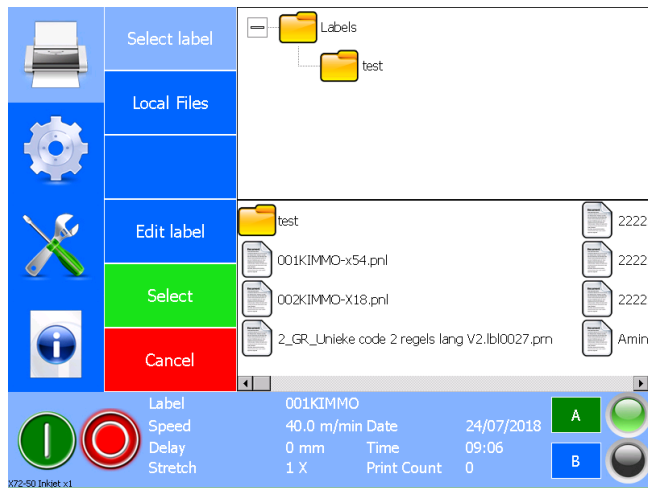 Select label
Local Files
Edit label
Select
Cancel
Labels
test
test
001KIMMO-x54.pnl
002KIMMO-X18.pnl
2_GR_Unieke code 2 regels lang V2.lbl0027.prn
2222
2222
2222
Amin
Label 001KIMMO
Speed 40.0 m/min Date 24/07/2018
Delay 0 mm Time 09:06
Stretch 1 X Print Count 0
A
B
X72-50 Inkjet x1